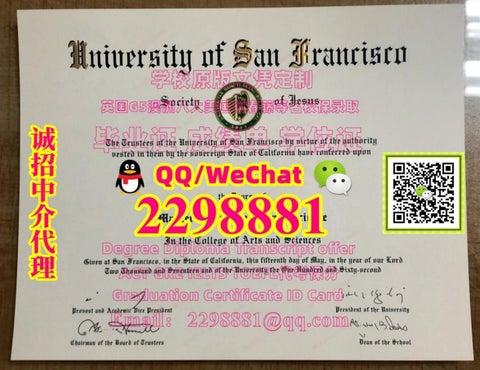 University of San Francisco
学校原版文凭定制
Society of Jesus
毕业证 成绩单 学位证
The Trustees of the University of San Francisco by virtue of the authority
vested in them by the sovereign State of California have conferred upon
诚招中介代理
QQ/WeChat
2298881
In the College of Arts and Sciences
Degree Diploma Transcript offer
Given at San Francisco, in the State of California, this fifteenth day of May, in the year of our Lord
Two Thousand and Seventeen and of the University the One Hundred and Sixty-second
Graduation Certificate ID Card
Provost and Academic Vice President
President of the University
Email: 2298881@qq.com
Chairman of the Board of Trustees
Dean of the School